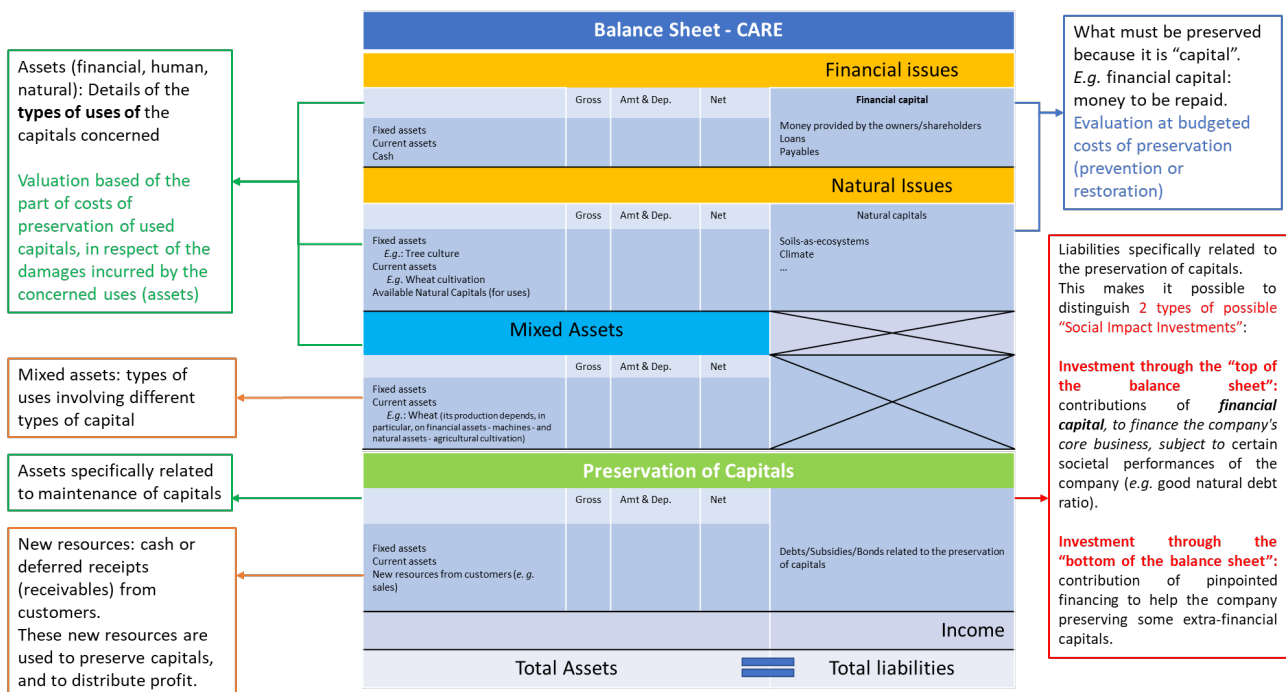 Balance Sheet - CARE
Assets (financial, human,
natural): Details of the
types of uses of the
capitals concerned
Valuation based of the
part of costs of
preservation of used
capitals, in respect of the
damages incurred by the
concerned uses (assets)
Mixed assets: types of
uses involving different
types of capital
Assets specifically related
to maintenance of capitals
New resources: cash or
deferred receipts
(receivables) from
customers.
These new resources are
used to preserve capitals,
and to distribute profit.
Financial issues
Gross Amt & Dep. Net Financial capital
Fixed assets
Current assets
Cash
Money provided by the owners/shareholders
Loans
Payables
Natural Issues
Gross Amt & Dep. Net Natural capitals
Fixed assets
E.g.: Tree culture
Current assets
E.g. Wheat cultivation
Available Natural Capitals (for uses)
Soils-as-ecosystems
Climate
...
Mixed Assets
Gross Amt & Dep. Net
Fixed assets
Current assets
E.g.: Wheat (its production depends, in
particular, on financial assets - machines - and
natural assets - agricultural cultivation)
Preservation of Capitals
Gross Amt & Dep. Net
Fixed assets
Current assets
New resources from customers (e. g.
sales)
Debts/Subsidies/Bonds related to the preservation
of capitals
Income
Total Assets = Total liabilities
What must be preserved
because it is “capital”.
E.g. financial capital:
money to be repaid.
Evaluation at budgeted
costs of preservation
(prevention or
restoration)
Liabilities specifically related to
the preservation of capitals.
This makes it possible to
distinguish 2 types of possible
“Social Impact Investments”:
Investment through the “top of
the balance sheet”:
contributions of financial
capital, to finance the company's
core business, subject to certain
societal performances of the
company (e.g. good natural debt
ratio).
Investment through the
“bottom of the balance sheet”:
contribution of pinpointed
financing to help the company
preserving some extra-financial
capitals.